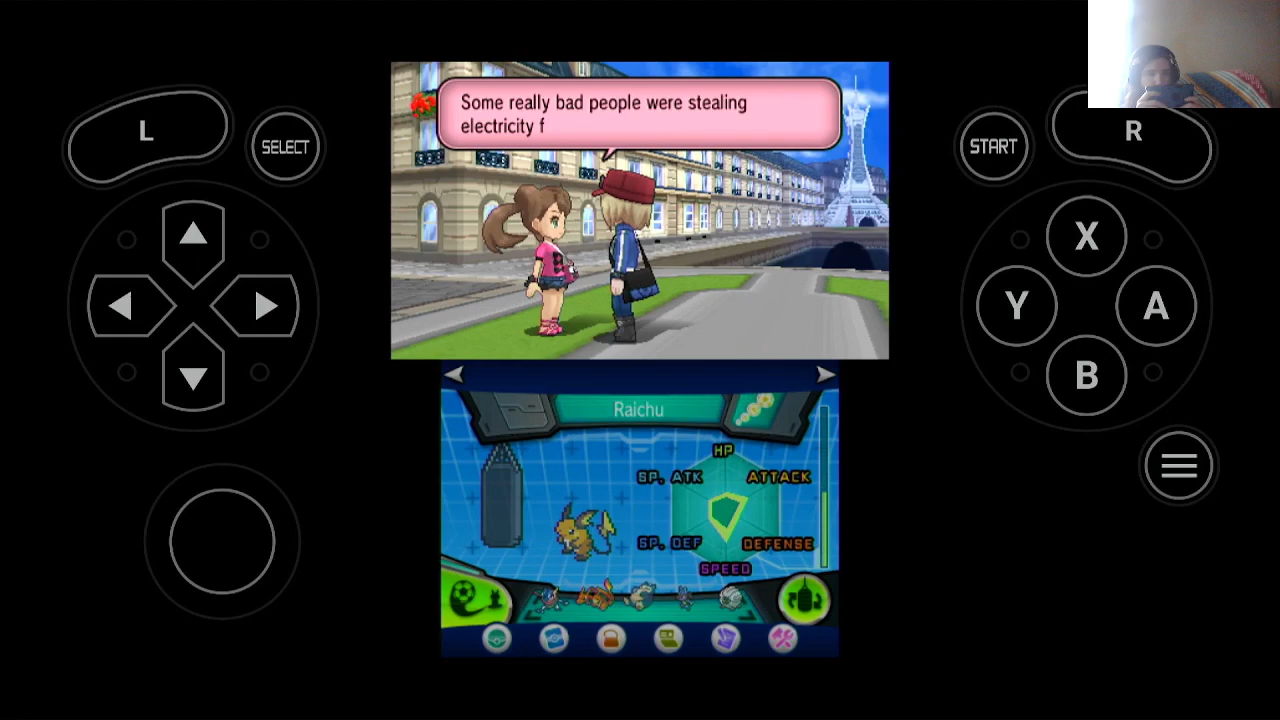 Some really bad people were stealing
electricity f
L
SELECT
START
R
X
Y
A
B
Raichu
HP
SP. ATK
ATTACK
SP. DEF
DEFENSE
SPEED